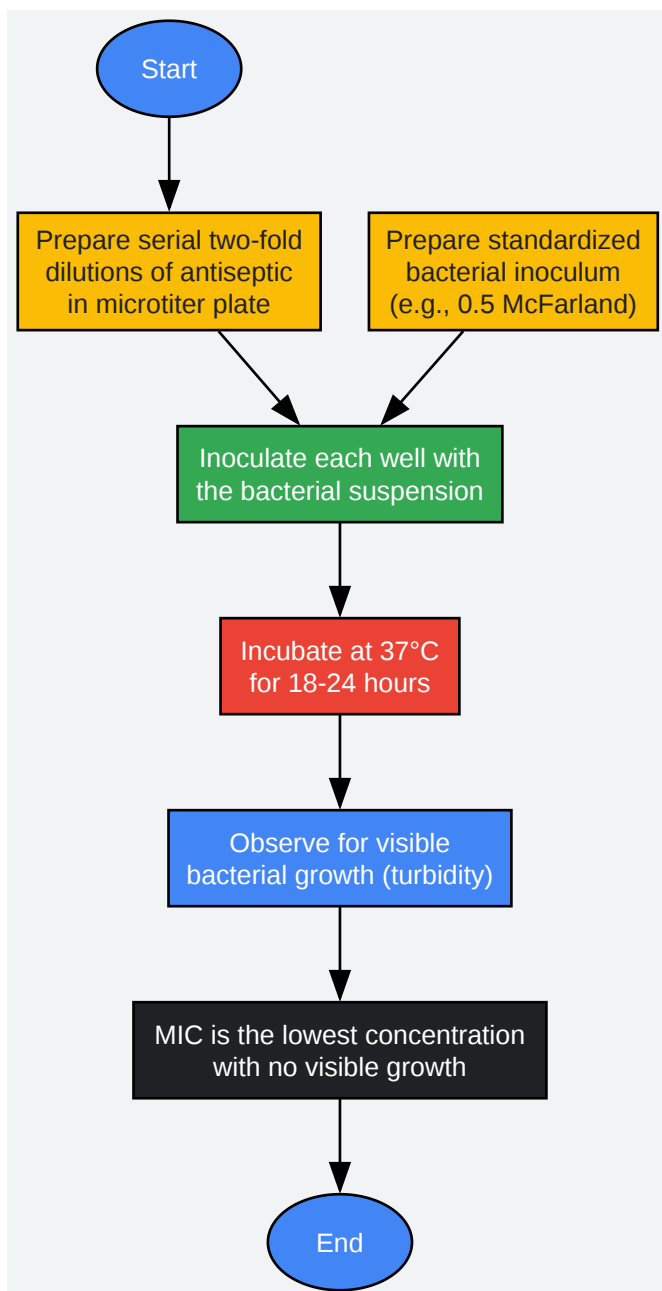 Start
Prepare serial two-fold
dilutions of antiseptic
in microtiter plate
Prepare standardized
bacterial inoculum
(e.g., 0.5 McFarland)
Inoculate each well with
the bacterial suspension
Incubate at 37°C
for 18-24 hours
Observe for visible
bacterial growth (turbidity)
MIC is the lowest concentration
with no visible growth
End